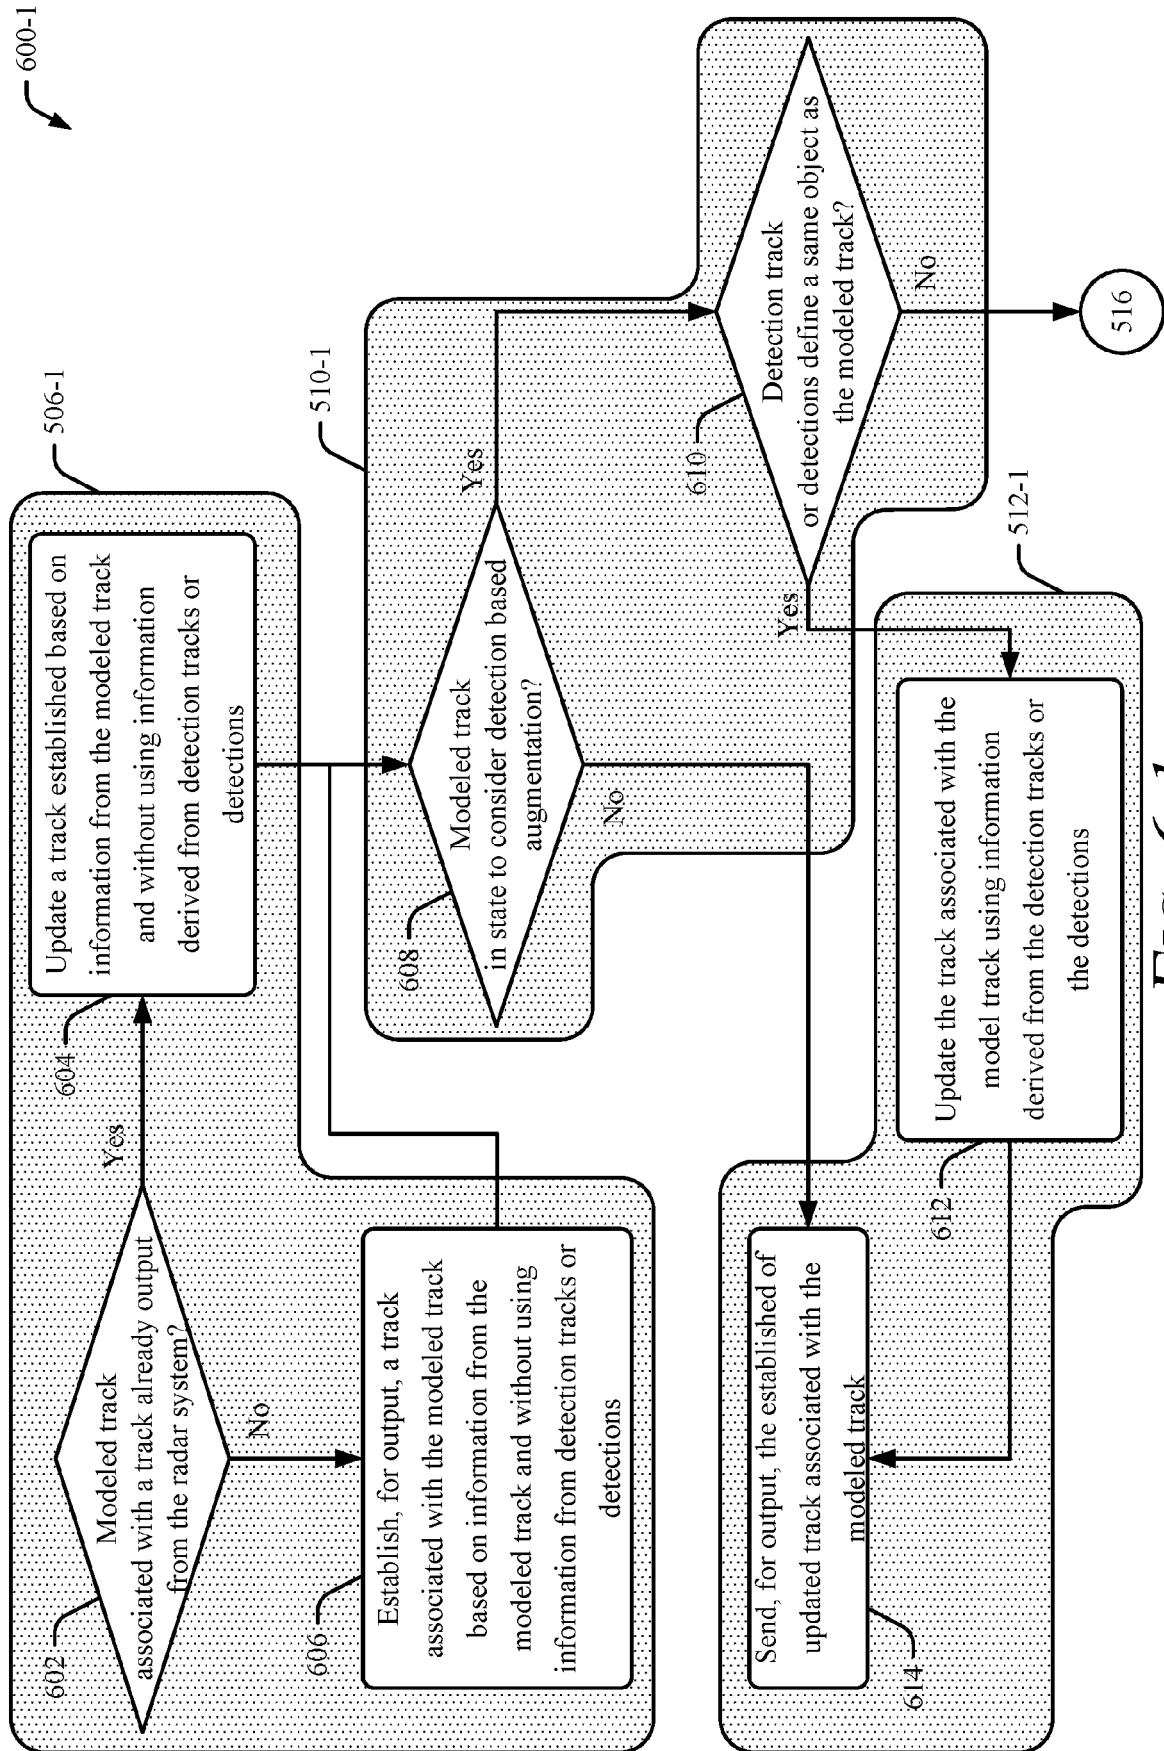 600-1
506-1
602
Modeled track
associated with a track already output
from the radar system?
Yes
No
604
Update a track established based on
information from the modeled track
and without using information
derived from detection tracks or
detections
606
Establish, for output, a track
associated with the modeled track
based on information from the
modeled track and without using
information from detection tracks or
detections
510-1
608
Modeled track
in state to consider detection based
augmentation?
Yes
No
610
Detection track
or detections define a same object as
the modeled track?
Yes
No
516
512-1
612
Update the track associated with the
model track using information
derived from the detection tracks or
the detections
614
Send, for output, the established of
updated track associated with the
modeled track